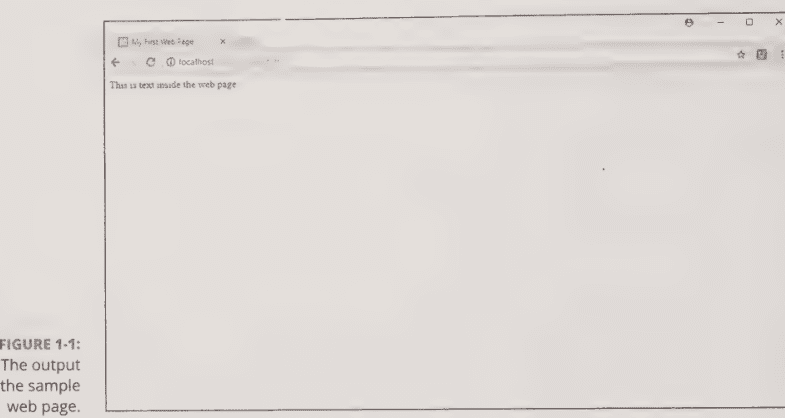 My First Web Page
localhost
This is text inside the web page
FIGURE 1-1:
The output
the sample
web page.